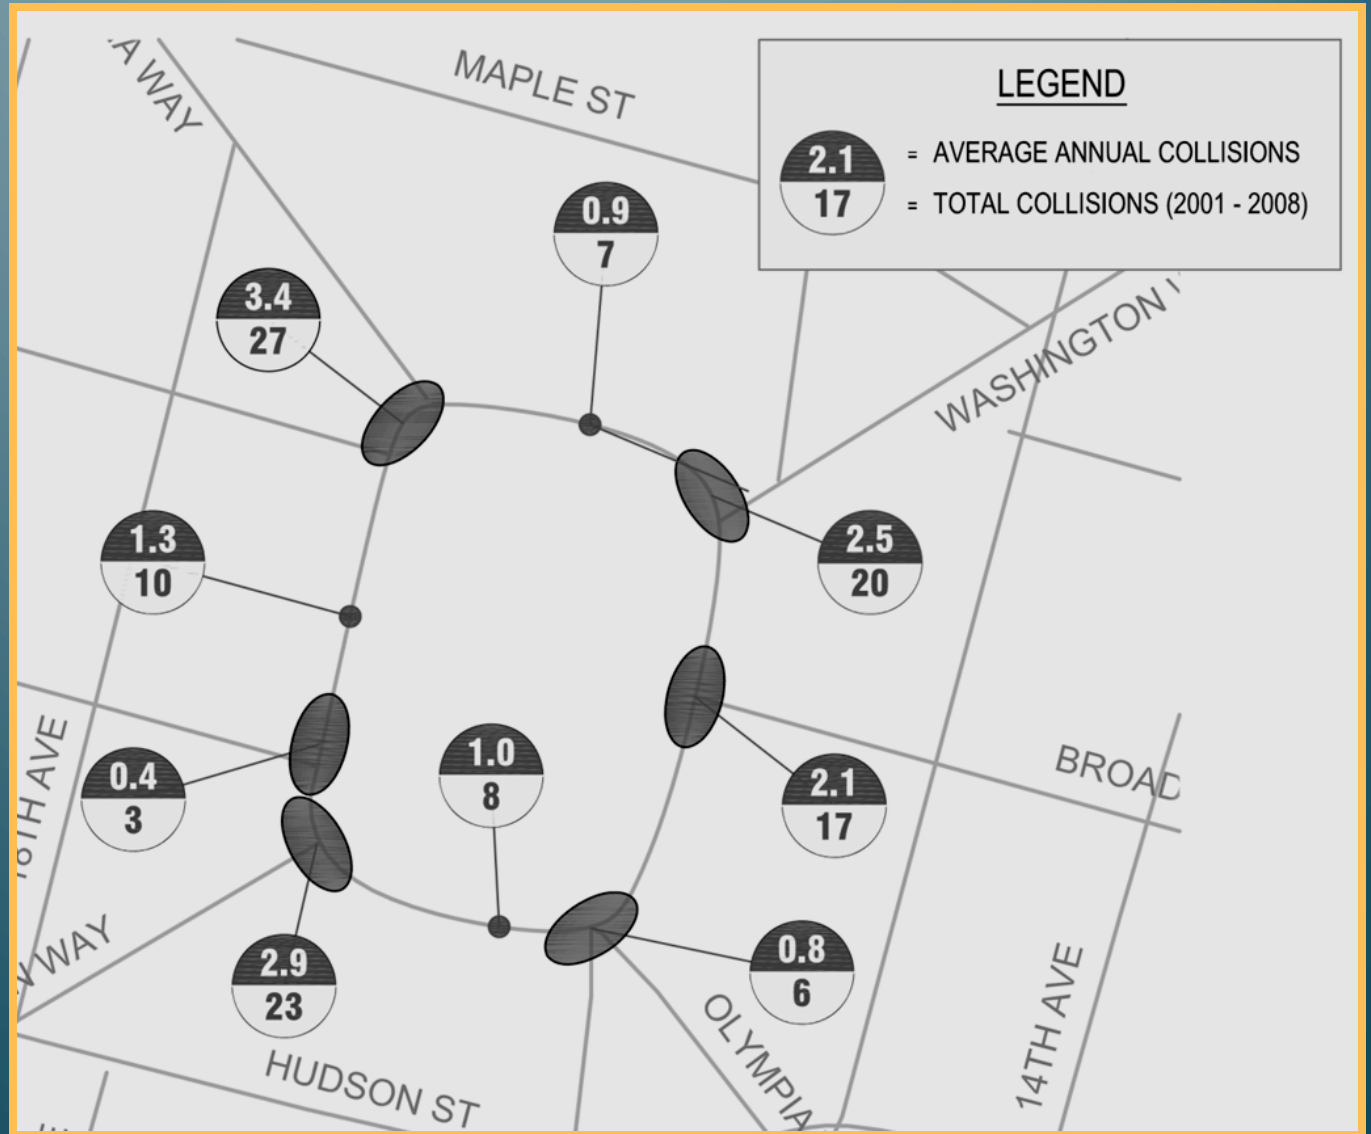 MAPLE ST
LEGEND
2.1
17
= AVERAGE ANNUAL COLLISIONS
= TOTAL COLLISIONS (2001 - 2008)
WAY
0.9
7
3.4
27
WASHINGTON
1.3
10
2.5
20
0.4
3
1.0
8
2.1
17
BROAD
AVE
WAY
2.9
23
0.8
6
OLYMPIA
14TH AVE
HUDSON ST